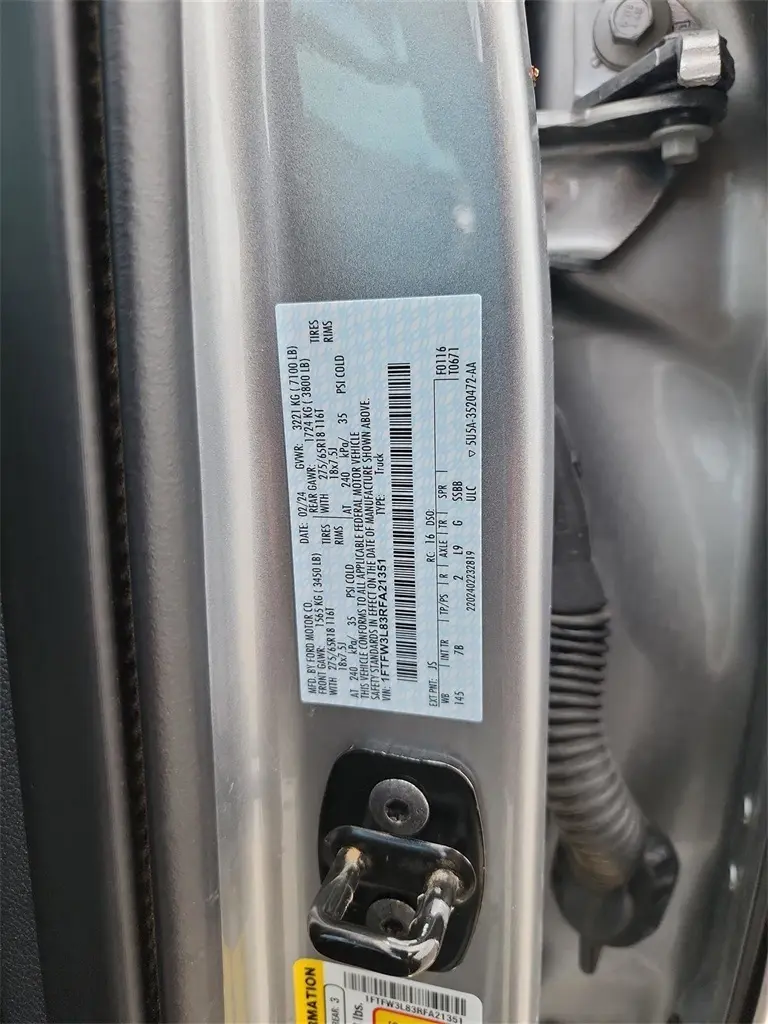 MFD. BY FORD MOTOR CO.
DATE: 02/24 GVWR: 3221 KG ( 7100 LB)
FRONT GAWR: 1565 KG ( 3450 LB) REAR GAWR: 1724 KG ( 3800 LB)
WITH 275/65R18 116T TIRES WITH 275/65R18 116T TIRES
18x7.5J RIMS 18x7.5J RIMS
AT 240 kPa/ 35 PSI COLD AT 240 kPa/ 35 PSI COLD
THIS VEHICLE CONFORMS TO ALL APPLICABLE FEDERAL MOTOR VEHICLE
SAFETY STANDARDS IN EFFECT ON THE DATE OF MANUFACTURE SHOWN ABOVE.
VIN: 1FTFW3L83RFA21351 TYPE: Truck
F0116
T0671
EXT PNT: JS RC: 16 DSO:
WB INT TR TP/PS R AXLE TR SPR
145 7B 2 L9 G SSBB
2202402232819 ULC
5U5A-3520472-AA
1FTFW3L83RFA21351
REAR: 3
lbs.